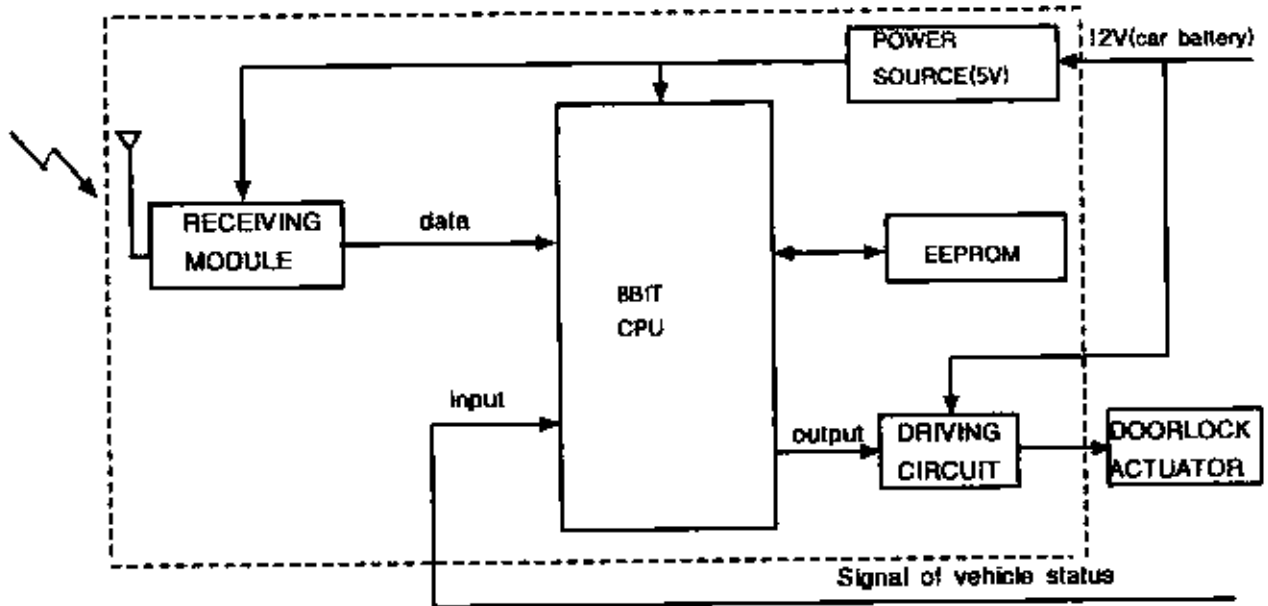 POWER
SOURCE(5V)
12V(car battery)
RECEIVING
MODULE
data
8BIT
CPU
EEPROM
input
output
DRIVING
CIRCUIT
DOORLOCK
ACTUATOR
Signal of vehicle status